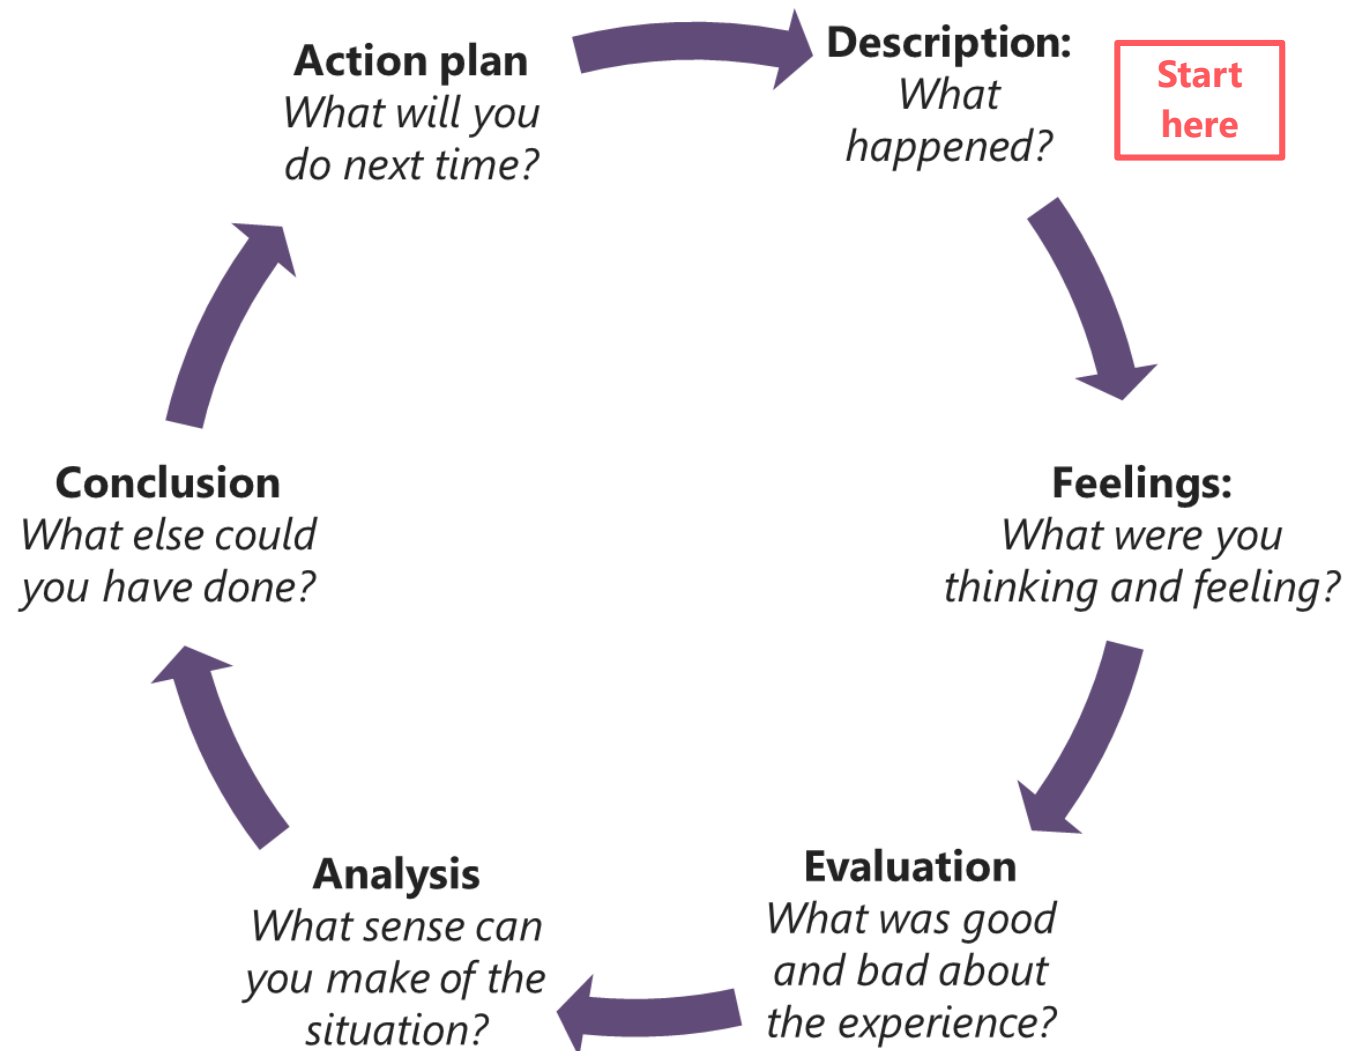 Description:
What
happened?
Start
here
Feelings:
What were you
thinking and feeling?
Evaluation
What was good
and bad about
the experience?
Analysis
What sense can
you make of the
situation?
Conclusion
What else could
you have done?
Action plan
What will you
do next time?